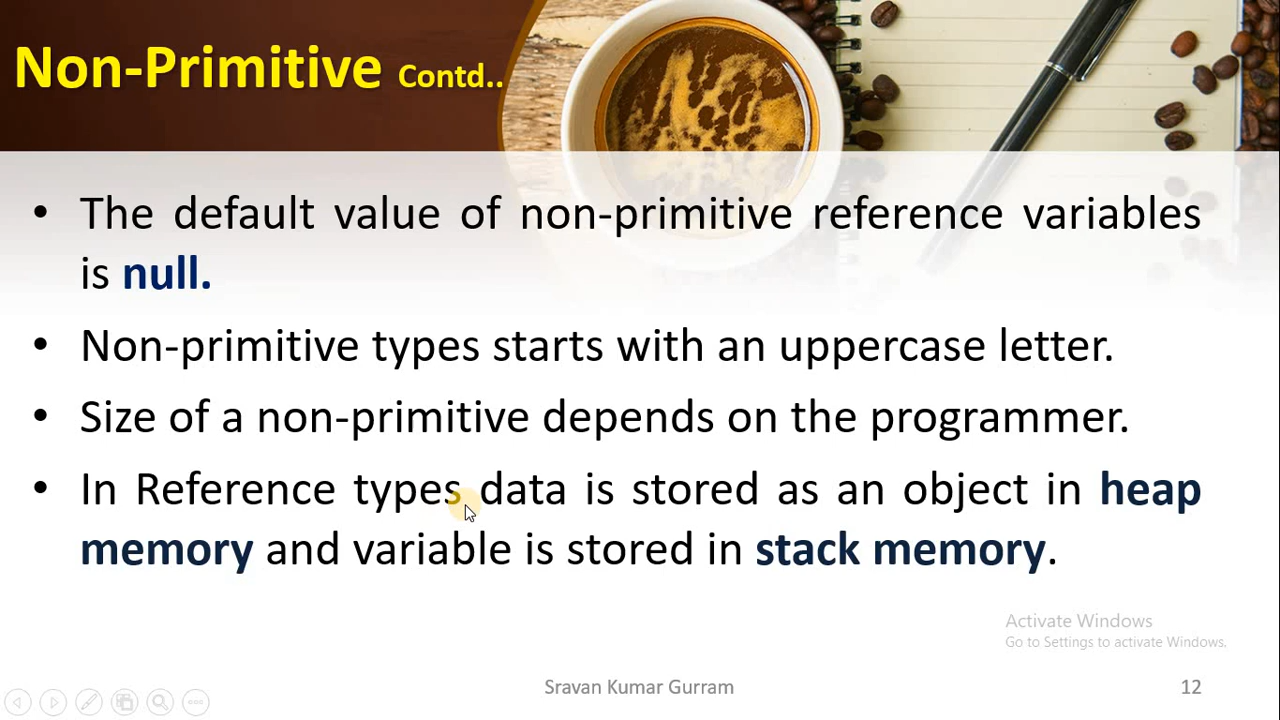 Non-Primitive Contd..
• The default value of non-primitive reference variables
is null.
• Non-primitive types starts with an uppercase letter.
• Size of a non-primitive depends on the programmer.
• In Reference types data is stored as an object in heap
memory and variable is stored in stack memory.
Activate Windows
Go to Settings to activate Windows.
Sravan Kumar Gurram
12